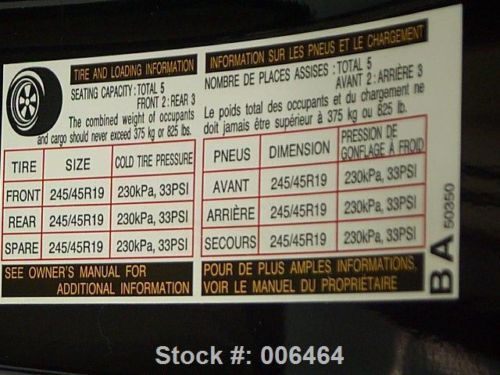 TIRE AND LOADING INFORMATION
SEATING CAPACITY:TOTAL 5
FRONT 2:REAR 3
The combined weight of occupants
and cargo should never exceed 375 kg or 825 lb.
TIRE SIZE COLD TIRE PRESSURE
FRONT 245/45R19 230kPa, 33PSI
REAR 245/45R19 230kPa, 33PSI
SPARE 245/45R19 230kPa, 33PSI
SEE OWNER'S MANUAL FOR
ADDITIONAL INFORMATION
INFORMATION SUR LES PNEUS ET LE CHARGEMENT
NOMBRE DE PLACES ASSISES :TOTAL 5
AVANT 2:ARRIÈRE 3
Le poids total des occupants et du chargement ne
doit jamais être supérieur à 375 kg ou 825 lb.
PNEUS DIMENSION PRESSION DE
GONFLAGE À FROID
AVANT 245/45R19 230kPa, 33PSI
ARRIÈRE 245/45R19 230kPa, 33PSI
SECOURS 245/45R19 230kPa, 33PSI
POUR DE PLUS AMPLES INFORMATIONS,
VOIR LE MANUEL DU PROPRIÉTAIRE
BA 50350
Stock #: 006464